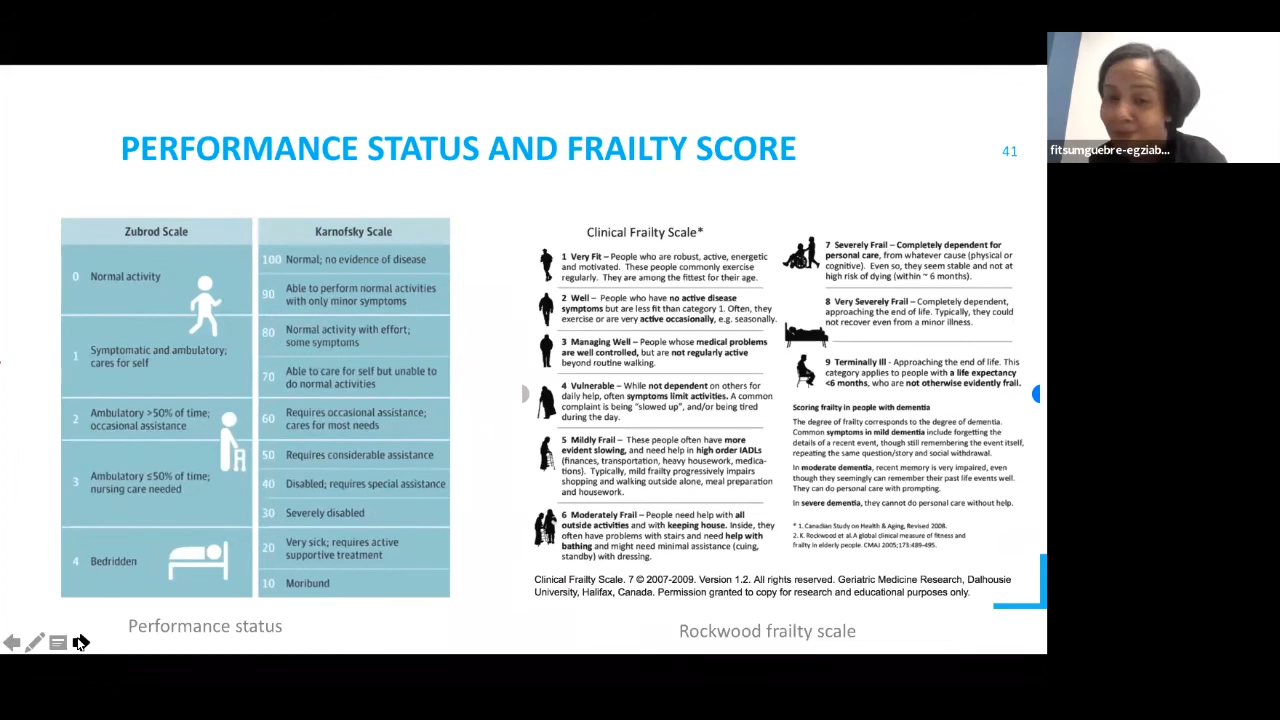 PERFORMANCE STATUS AND FRAILTY SCORE
41
fitsumguebre-egziab...
Zubrod Scale
0 Normal activity
1 Symptomatic and ambulatory;
cares for self
2 Ambulatory >50% of time;
occasional assistance
3 Ambulatory ≤50% of time;
nursing care needed
4 Bedridden
Karnofsky Scale
100 Normal; no evidence of disease
90 Able to perform normal activities
with only minor symptoms
80 Normal activity with effort;
some symptoms
70 Able to care for self but unable to
do normal activities
60 Requires occasional assistance;
cares for most needs
50 Requires considerable assistance
40 Disabled; requires special assistance
30 Severely disabled
20 Very sick; requires active
supportive treatment
10 Moribund
Performance status
Clinical Frailty Scale*
1 Very Fit – People who are robust, active, energetic
and motivated. These people commonly exercise
regularly. They are among the fittest for their age.
2 Well – People who have no active disease
symptoms but are less fit than category 1. Often, they
exercise or are very active occasionally, e.g. seasonally.
3 Managing Well – People whose medical problems
are well controlled, but are not regularly active
beyond routine walking.
4 Vulnerable – While not dependent on others for
daily help, often symptoms limit activities. A common
complaint is being “slowed up”, and/or being tired
during the day.
5 Mildly Frail – These people often have more
evident slowing, and need help in high order IADLs
(finances, transportation, heavy housework, medica-
tions). Typically, mild frailty progressively impairs
shopping and walking outside alone, meal preparation
and housework.
6 Moderately Frail – People need help with all
outside activities and with keeping house. Inside, they
often have problems with stairs and need help with
bathing and might need minimal assistance (cuing,
standby) with dressing.
7 Severely Frail – Completely dependent for
personal care, from whatever cause (physical or
cognitive). Even so, they seem stable and not at
high risk of dying (within ~ 6 months).
8 Very Severely Frail – Completely dependent,
approaching the end of life. Typically, they could
not recover even from a minor illness.
9 Terminally Ill - Approaching the end of life. This
category applies to people with a life expectancy
<6 months, who are not otherwise evidently frail.
Scoring frailty in people with dementia
The degree of frailty corresponds to the degree of dementia.
Common symptoms in mild dementia include forgetting the
details of a recent event, though still remembering the event itself,
repeating the same question/story and social withdrawal.
In moderate dementia, recent memory is very impaired, even
though they seemingly can remember their past life events well.
They can do personal care with prompting.
In severe dementia, they cannot do personal care without help.
* 1. Canadian Study on Health & Aging, Revised 2008.
2. K. Rockwood et al. A global clinical measure of fitness and
frailty in elderly people. CMAJ 2005;173:489-495.
Clinical Frailty Scale. 7 © 2007-2009. Version 1.2. All rights reserved. Geriatric Medicine Research, Dalhousie
University, Halifax, Canada. Permission granted to copy for research and educational purposes only.
Rockwood frailty scale